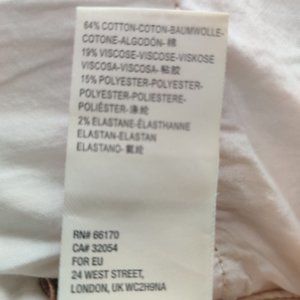 64% COTTON-COTON-BAUMWOLLE-
COTONE-ALGODÓN- 棉
19% VISCOSE-VISCOSE-VISKOSE
VISCOSA-VISCOSA- 粘胶
15% POLYESTER-POLYESTER-
POLYESTER-POLIESTERE-
POLIÉSTER- 涤纶
2% ELASTANE-ÉLASTHANNE
ELASTAN-ELASTAN
ELASTANO- 氨纶
RN# 66170
CA# 32054
FOR EU
24 WEST STREET,
LONDON, UK WC2H9NA